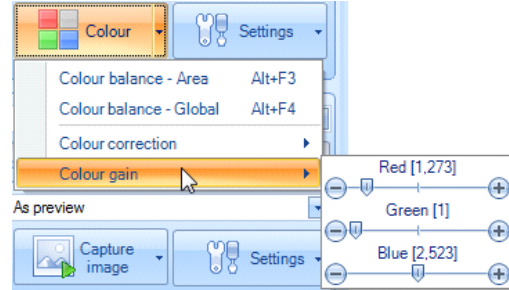 Colour Settings
Colour balance - Area Alt+F3
Colour balance - Global Alt+F4
Colour correction
Colour gain
Red [1,273]
Green [1]
Blue [2,523]
As preview
Capture
image
Settings